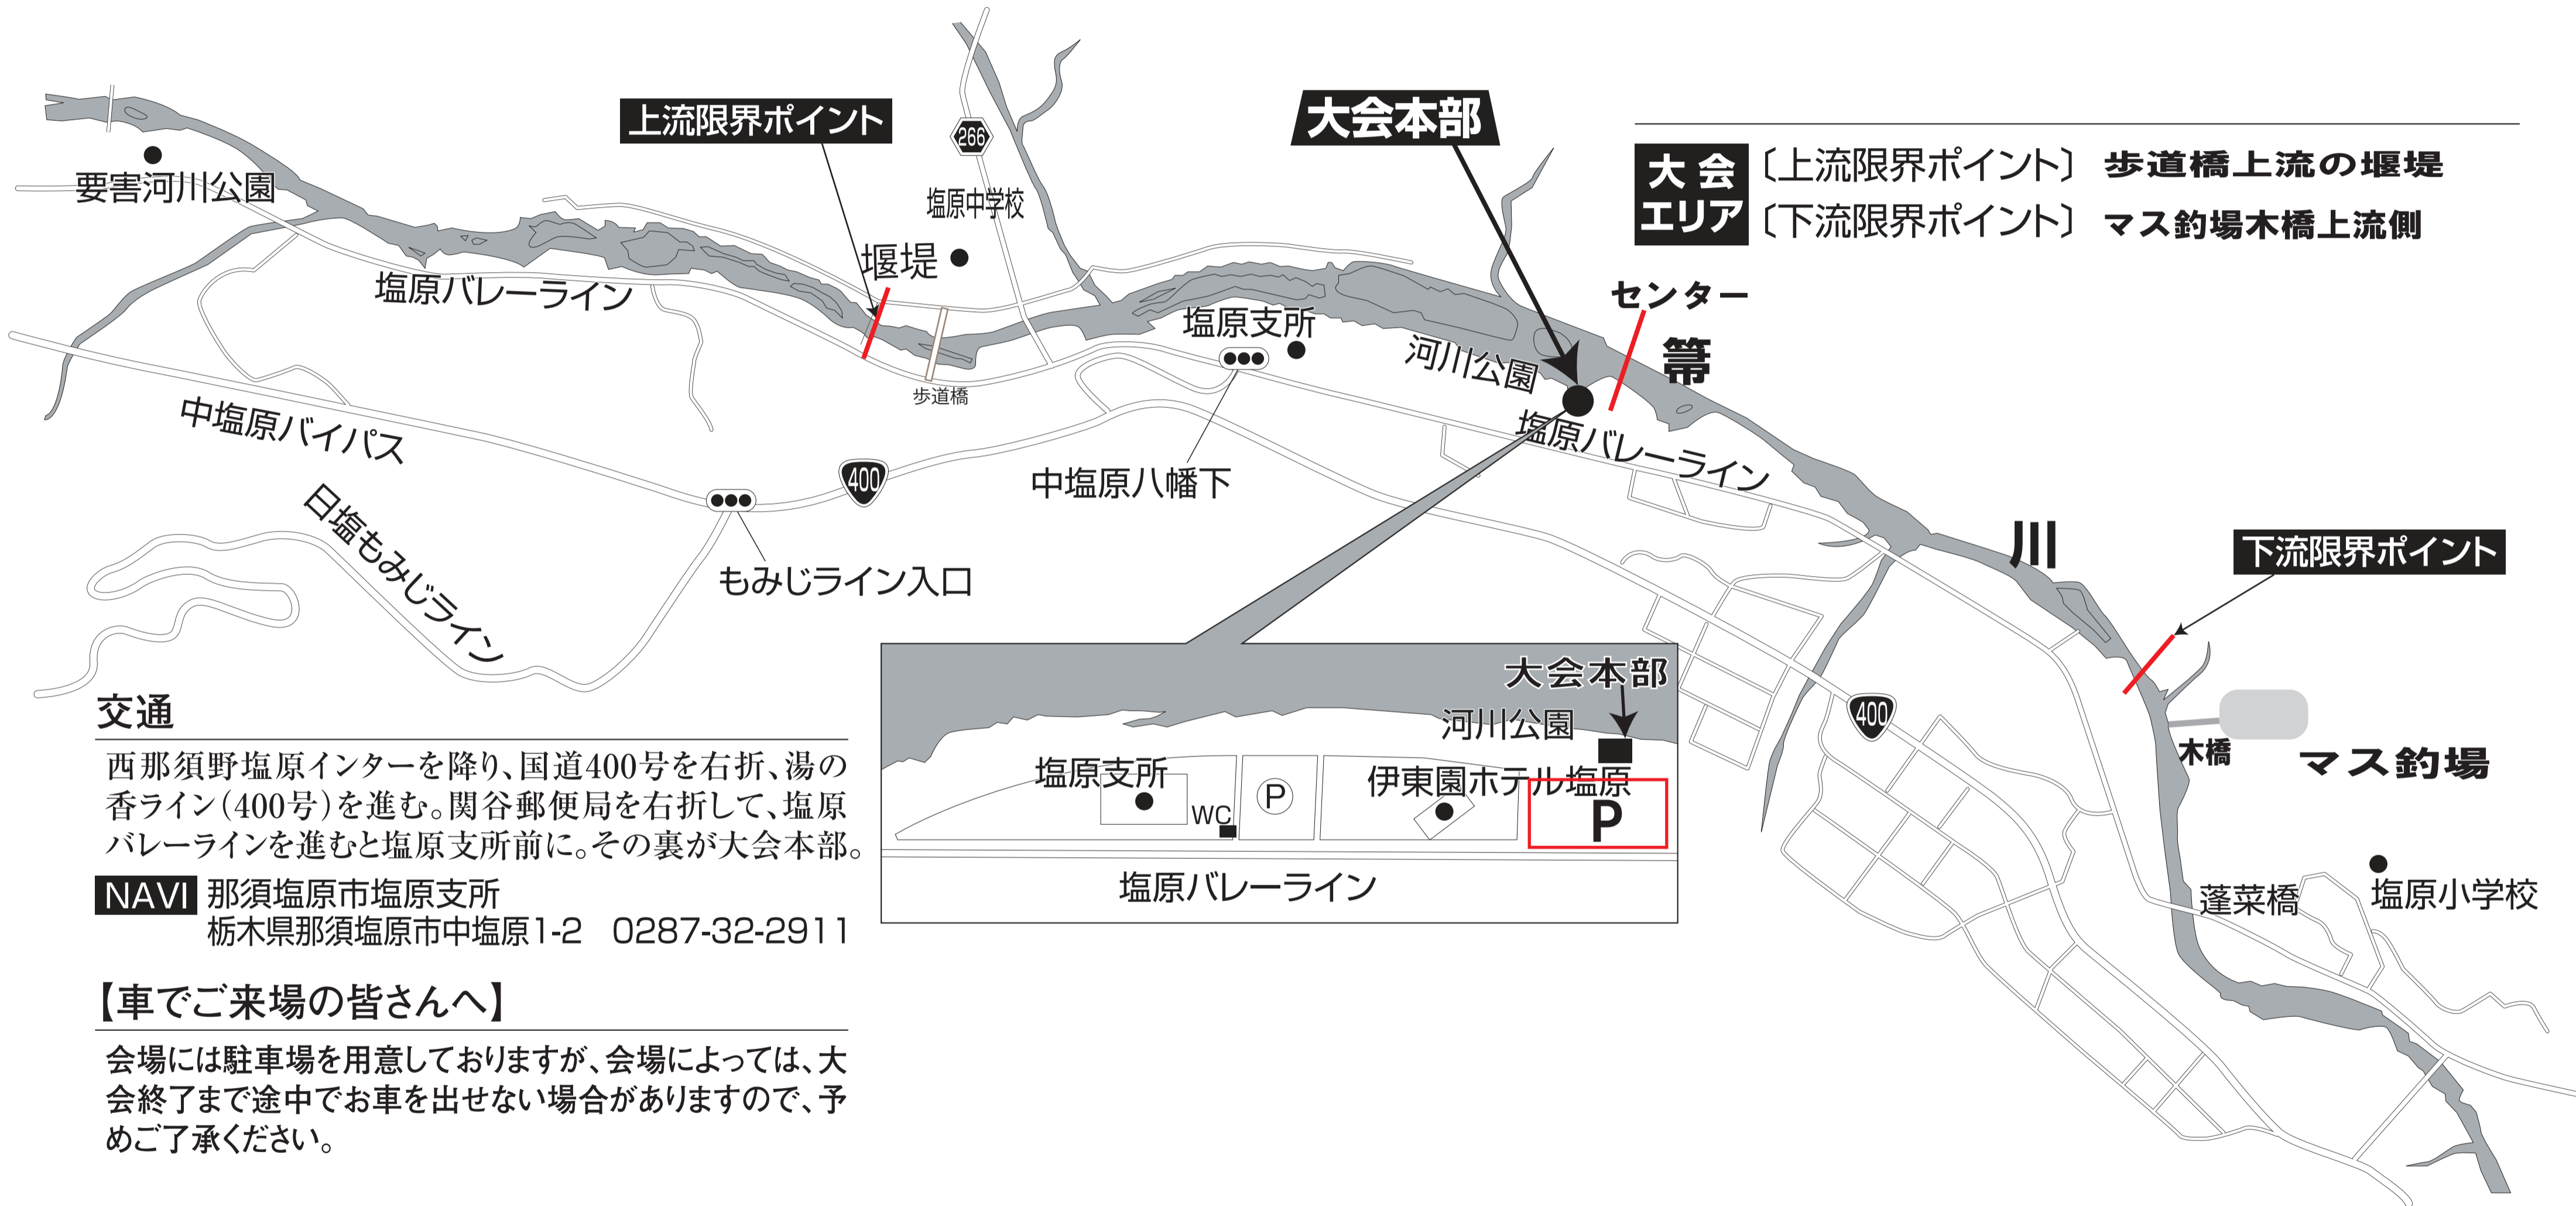 上流限界ポイント
大会本部
266
大会
エリア
〔上流限界ポイント〕 歩道橋上流の堰堤
〔下流限界ポイント〕 マス釣場木橋上流側
要害河川公園
塩原中学校
堰堤
塩原バレーライン
センター
塩原支所
河川公園
箒
歩道橋
中塩原バイパス
塩原バレーライン
400
中塩原八幡下
日塩もみじライン
もみじライン入口
川
下流限界ポイント
400
木橋
マス釣場
蓬莱橋
塩原小学校
大会本部
河川公園
塩原支所
WC
P
伊東園ホテル塩原
P
塩原バレーライン
交通
西那須野塩原インターを降り、国道400号を右折、湯の
香ライン(400号)を進む。関谷郵便局を右折して、塩原
バレーラインを進むと塩原支所前に。その裏が大会本部。
NAVI 那須塩原市塩原支所
栃木県那須塩原市中塩原1-2 0287-32-2911
【車でご来場の皆さんへ】
会場には駐車場を用意しておりますが、会場によっては、大
会終了まで途中でお車を出せない場合がありますので、予
めご了承ください。